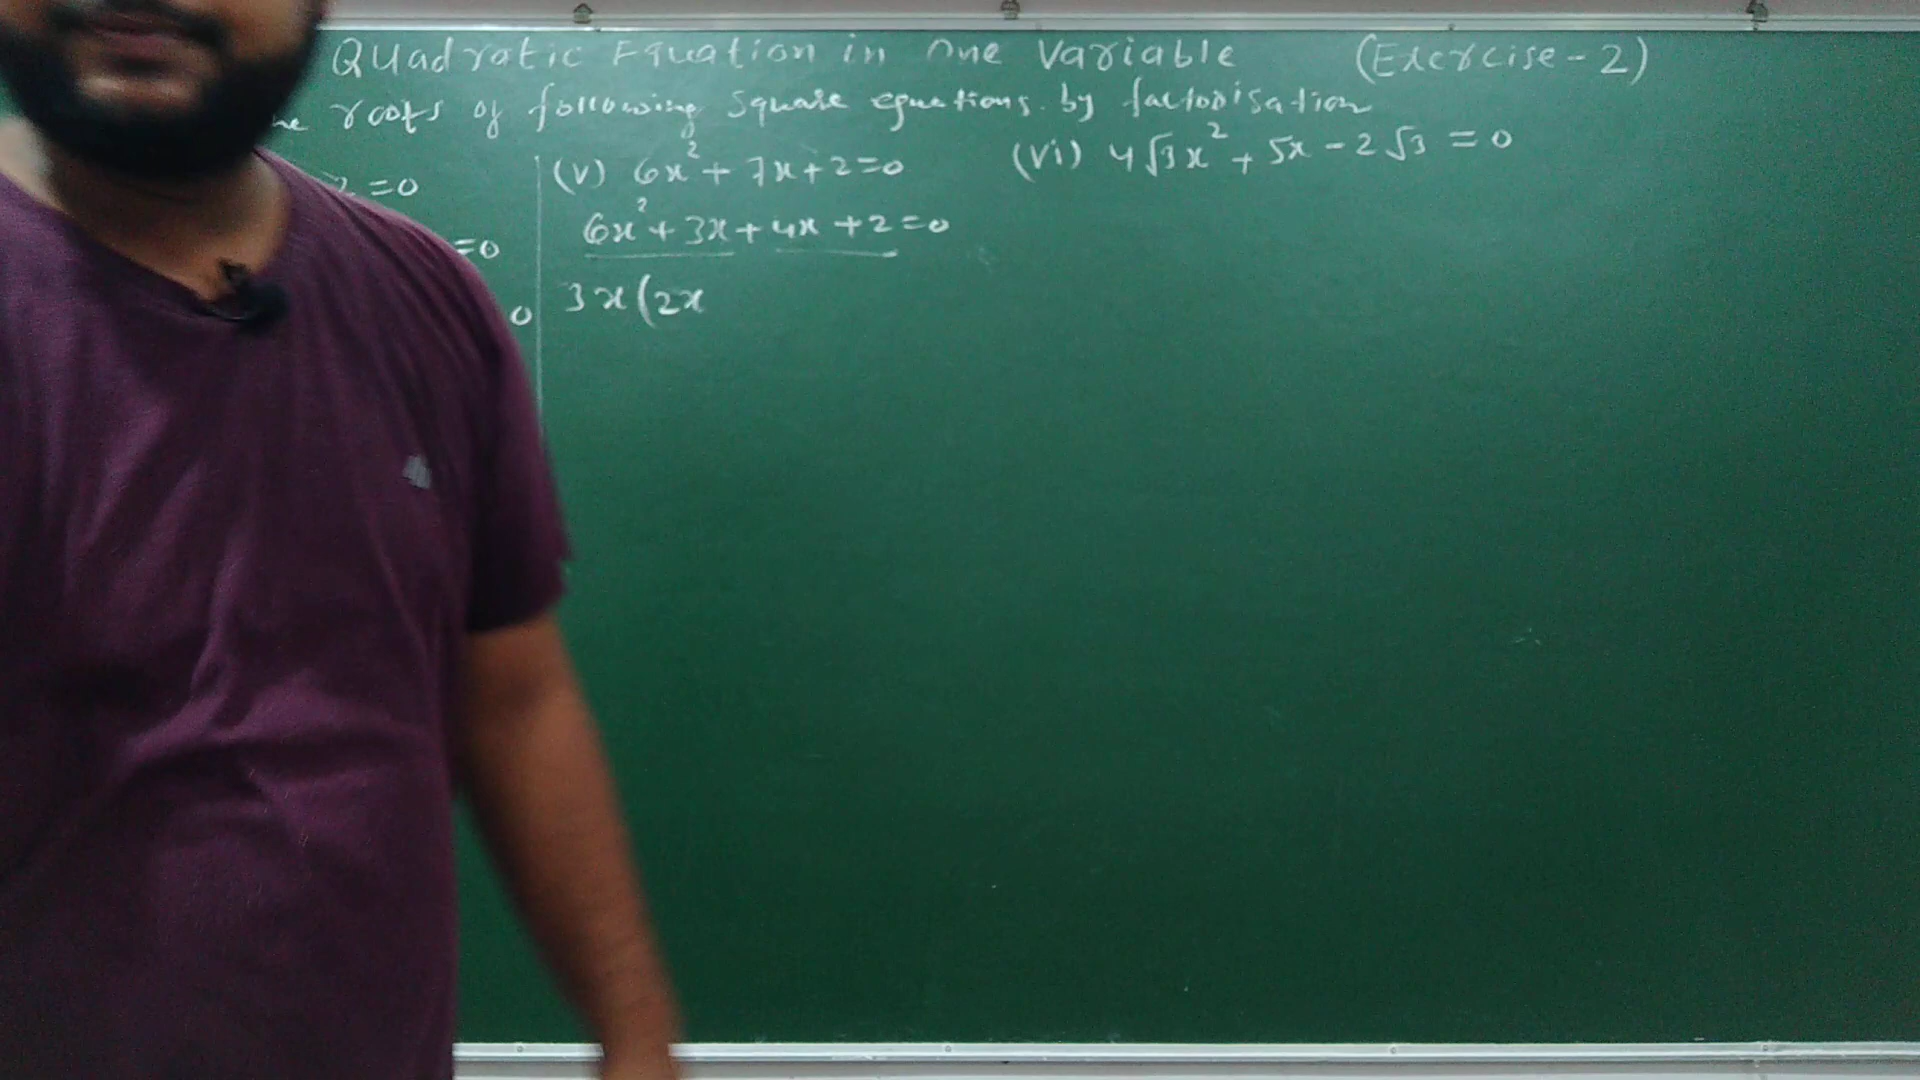 Quadratic Equation in One Variable (Exercise-2)
roots of following square equations by factorisation
=0
(v) 6x² + 7x + 2 = 0
(vi) 4√3x² + 5x - 2√3 = 0
=0
6x² + 3x + 4x + 2 = 0
0
3x(2x